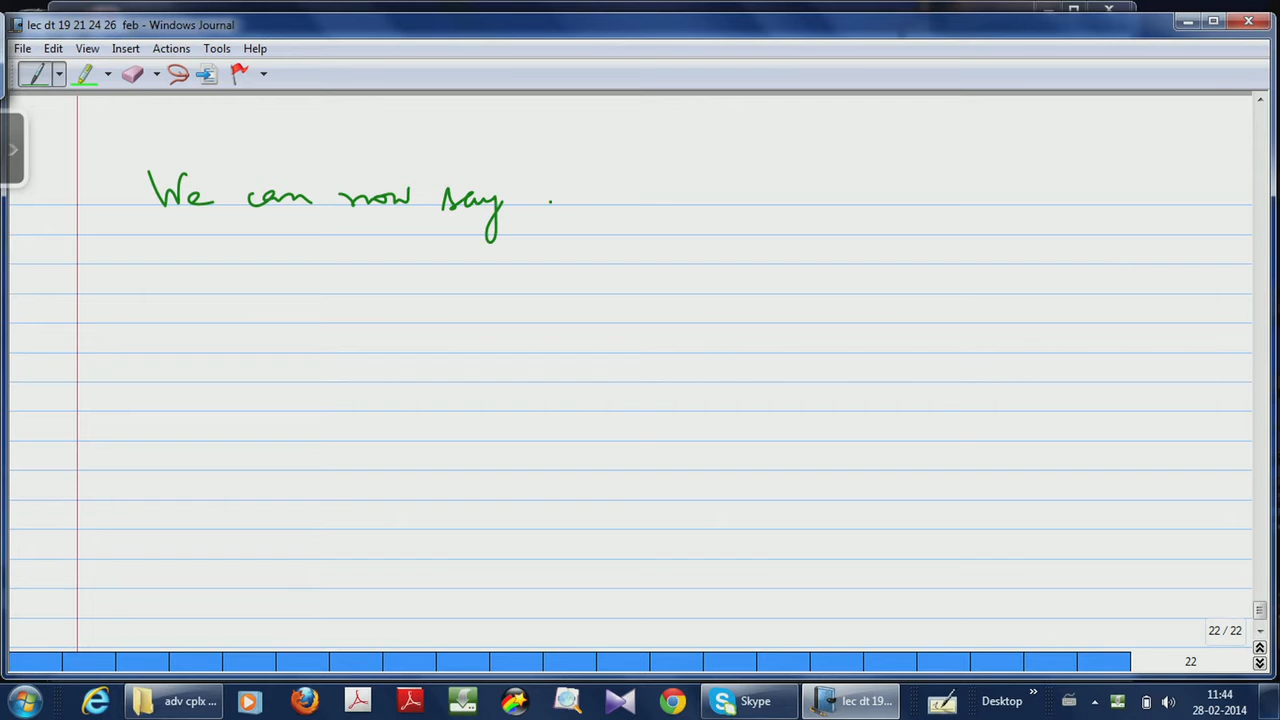 lec dt 19 21 24 26 feb - Windows Journal
File Edit View Insert Actions Tools Help
We can now say .
22 / 22
22
adv cplx ... Skype lec dt 19... Desktop » 11:44
28-02-2014